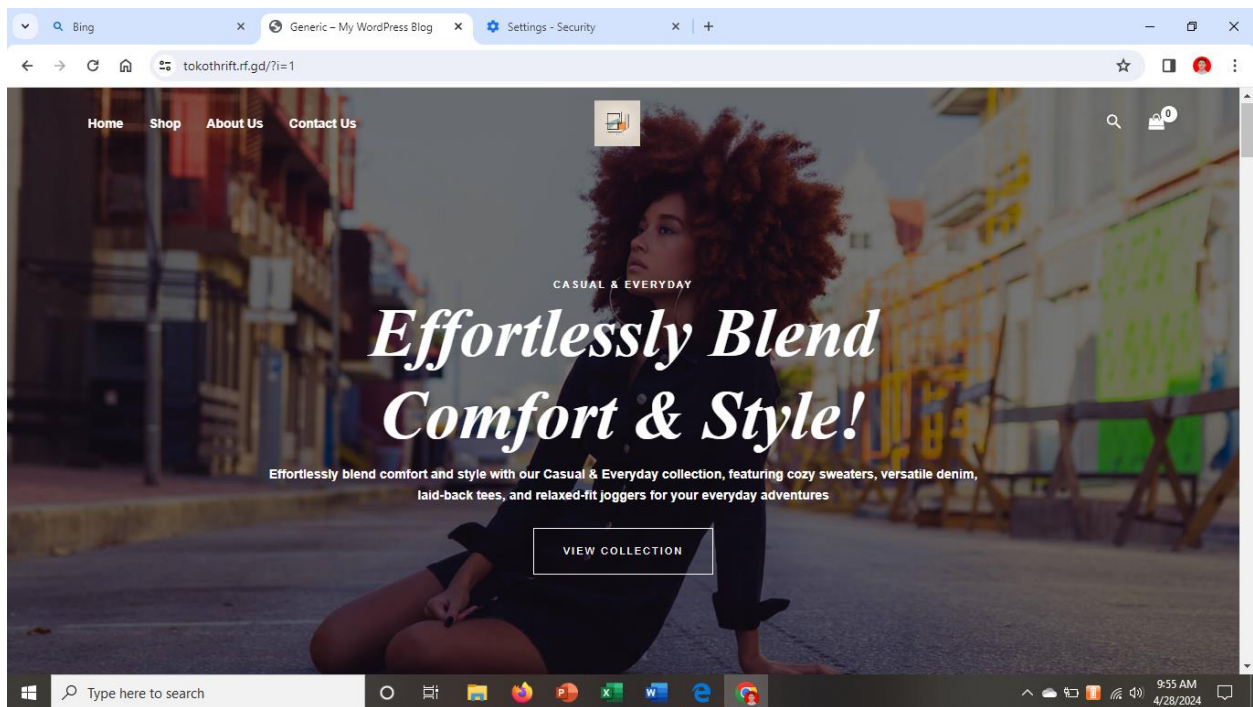 Bing
Generic – My WordPress Blog
Settings - Security
tokothrift.rf.gd/?i=1
Home Shop About Us Contact Us
0
CASUAL & EVERYDAY
Effortlessly Blend
Comfort & Style!
Effortlessly blend comfort and style with our Casual & Everyday collection, featuring cozy sweaters, versatile denim,
laid-back tees, and relaxed-fit joggers for your everyday adventures
VIEW COLLECTION
Type here to search
9:55 AM
4/28/2024